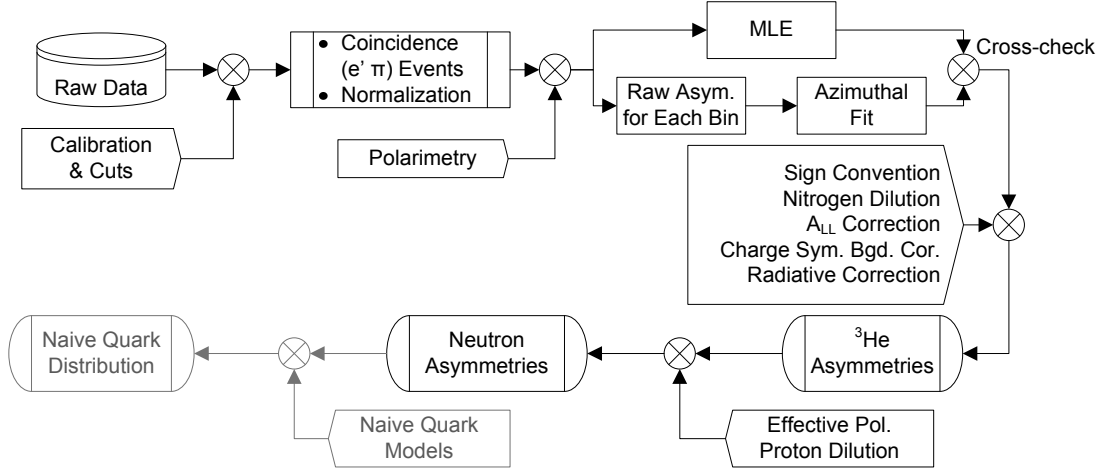 Raw Data
Calibration
& Cuts
• Coincidence
(e' π) Events
• Normalization
Polarimetry
MLE
Raw Asym.
for Each Bin
Azimuthal
Fit
Cross-check
Sign Convention
Nitrogen Dilution
A_LL Correction
Charge Sym. Bgd. Cor.
Radiative Correction
³He
Asymmetries
Effective Pol.
Proton Dilution
Neutron
Asymmetries
Naive Quark
Models
Naive Quark
Distribution